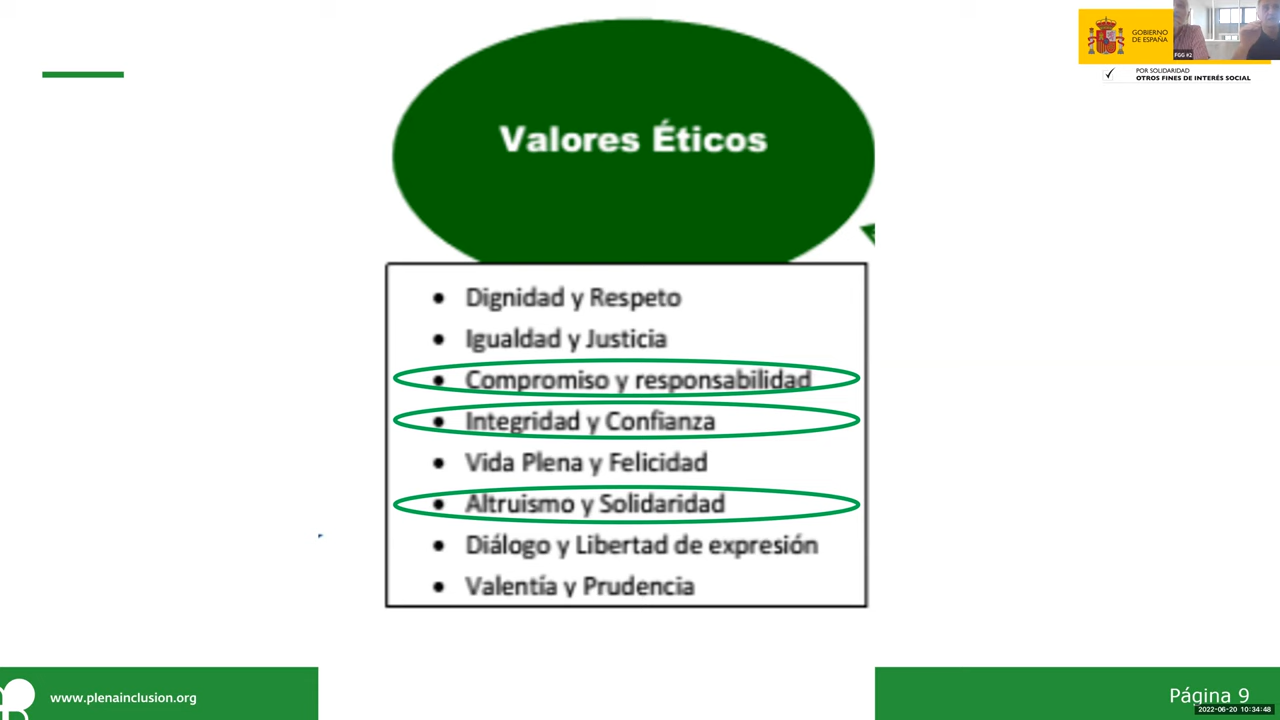 GOBIERNO
DE ESPAÑA
FGG #2
POR SOLIDARIDAD
OTROS FINES DE INTERÉS SOCIAL
Valores Éticos
• Dignidad y Respeto
• Igualdad y Justicia
• Compromiso y responsabilidad
• Integridad y Confianza
• Vida Plena y Felicidad
• Altruismo y Solidaridad
• Diálogo y Libertad de expresión
• Valentía y Prudencia
www.plenainclusion.org
Página 9
2022-06-20 10:34:48